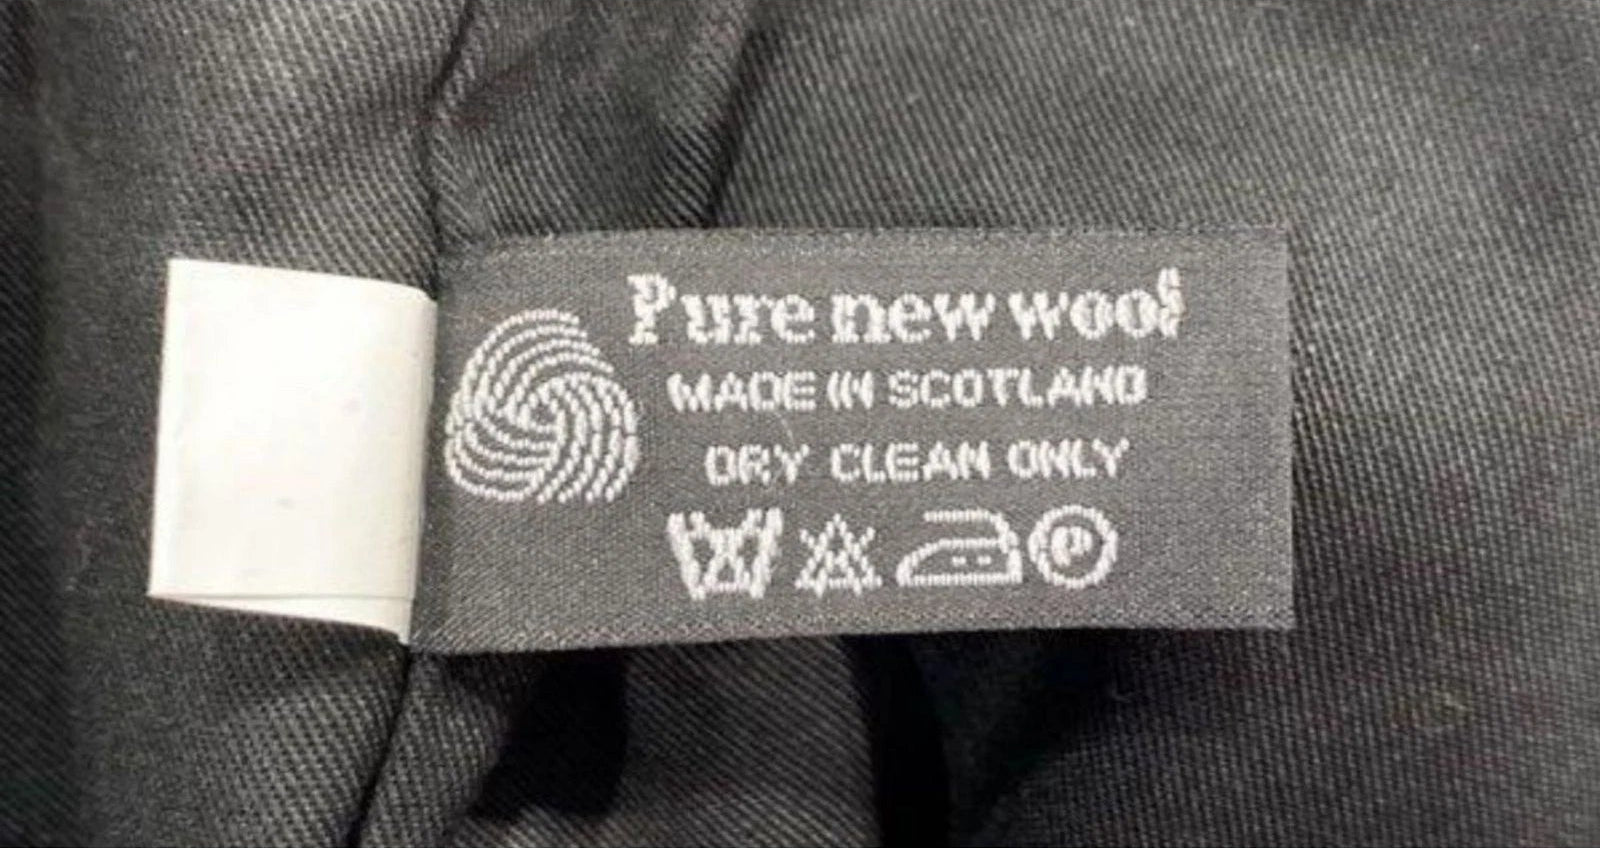 Pure new wool
MADE IN SCOTLAND
DRY CLEAN ONLY
P